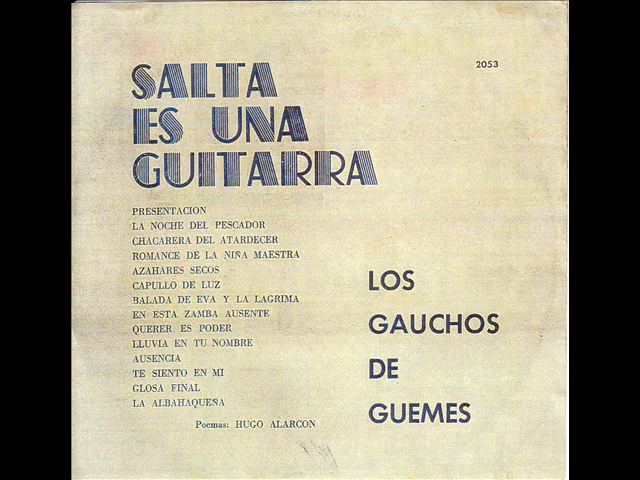 2053
SALTA
ES UNA
GUITARRA
PRESENTACION
LA NOCHE DEL PESCADOR
CHACARERA DEL ATARDECER
ROMANCE DE LA NIÑA MAESTRA
AZAHARES SECOS
CAPULLO DE LUZ
BALADA DE EVA Y LA LAGRIMA
EN ESTA ZAMBA AUSENTE
QUERER ES PODER
LLUVIA EN TU NOMBRE
AUSENCIA
TE SIENTO EN MI
GLOSA FINAL
LA ALBAHAQUEÑA
Poemas: HUGO ALARCON
LOS
GAUCHOS
DE
GUEMES